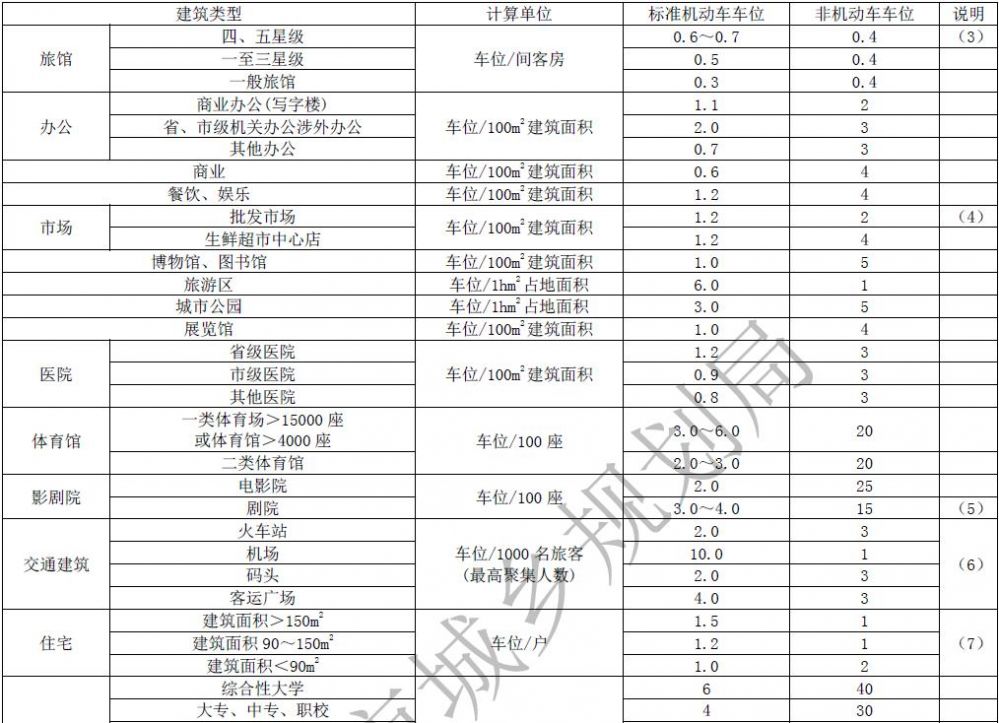 建筑类型 计算单位 标准机动车车位 非机动车车位 说明
旅馆 四、五星级 车位/间客房 0.6～0.7 0.4 （3）
一至三星级 0.5 0.4
一般旅馆 0.3 0.4
办公 商业办公(写字楼) 车位/100m² 建筑面积 1.1 2
省、市级机关办公涉外办公 2.0 3
其他办公 0.7 3
商业 车位/100m² 建筑面积 0.6 4
餐饮、娱乐 车位/100m² 建筑面积 1.2 4
市场 批发市场 车位/100m² 建筑面积 1.2 2 （4）
生鲜超市中心店 1.2 4
博物馆、图书馆 车位/100m² 建筑面积 1.0 5
旅游区 车位/1hm² 占地面积 6.0 1
城市公园 车位/1hm² 占地面积 3.0 5
展览馆 车位/100m² 建筑面积 1.0 4
医院 省级医院 车位/100m² 建筑面积 1.2 3
市级医院 0.9 3
其他医院 0.8 3
体育馆 一类体育场＞15000 座 车位/100 座 3.0～6.0 20
或体育馆＞4000 座
二类体育馆 2.0～3.0 20
影剧院 电影院 车位/100 座 2.0 25
剧院 3.0～4.0 15 （5）
交通建筑 火车站 车位/1000 名旅客 2.0 3 （6）
机场 (最高聚集人数) 10.0 1
码头 2.0 3
客运广场 4.0 3
住宅 建筑面积＞150m² 车位/户 1.5 1 （7）
建筑面积 90～150m² 1.2 1
建筑面积＜90m² 1.0 2
综合性大学 6 40
大专、中专、职校 4 30
城乡规划局